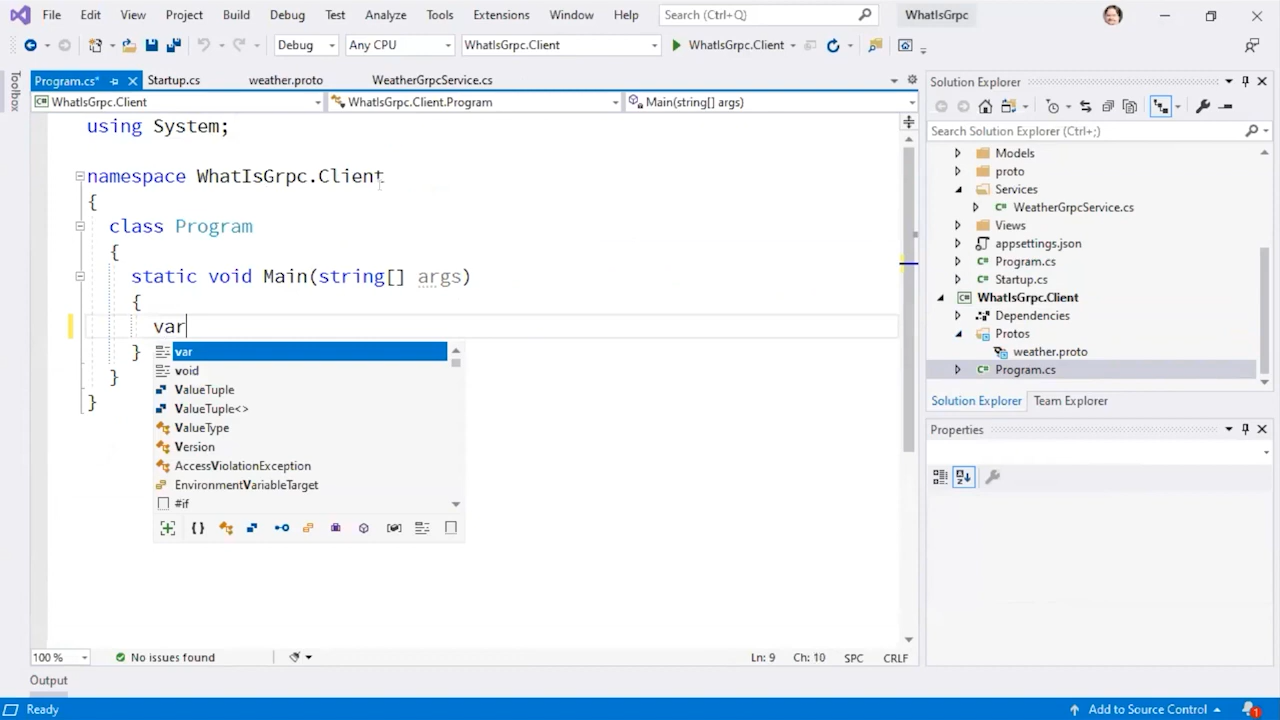 File Edit View Project Build Debug Test Analyze Tools Extensions Window Help Search (Ctrl+Q) WhatIsGrpc
Debug Any CPU WhatIsGrpc.Client WhatIsGrpc.Client
Toolbox
Program.cs* Startup.cs weather.proto WeatherGrpcService.cs
WhatIsGrpc.Client WhatIsGrpc.Client.Program Main(string[] args)
using System;
namespace WhatIsGrpc.Client
{
class Program
{
static void Main(string[] args)
{
var
}
}
}
var
void
ValueTuple
ValueTuple<>
ValueType
Version
AccessViolationException
EnvironmentVariableTarget
#if
100 % No issues found Ln: 9 Ch: 10 SPC CRLF
Output
Solution Explorer
Search Solution Explorer (Ctrl+;)
Models
proto
Services
WeatherGrpcService.cs
Views
appsettings.json
Program.cs
Startup.cs
WhatIsGrpc.Client
Dependencies
Protos
weather.proto
Program.cs
Solution Explorer Team Explorer
Properties
Ready Add to Source Control 1